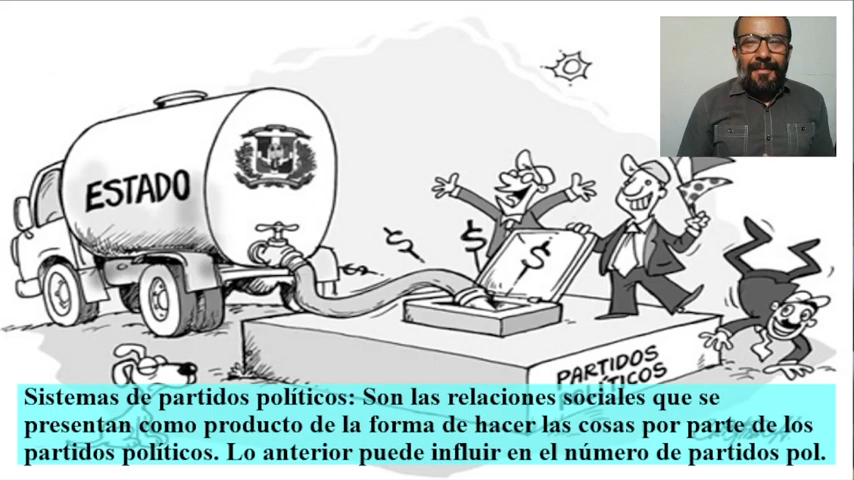 ESTADO
$
$
$
PARTIDOS
POLÍTICOS
Sistemas de partidos políticos: Son las relaciones sociales que se
presentan como producto de la forma de hacer las cosas por parte de los
partidos políticos. Lo anterior puede influir en el número de partidos pol.